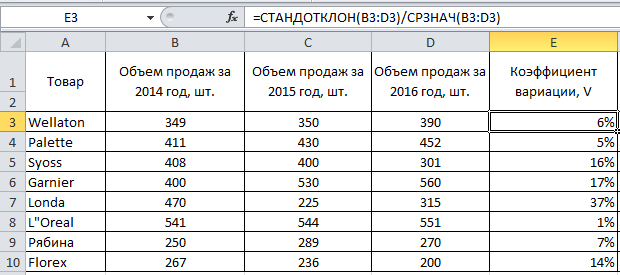 E3 fx =СТАНДОТКЛОН(B3:D3)/СРЗНАЧ(B3:D3)
A B C D E
1 Товар Объем продаж за Объем продаж за Объем продаж за Коэффициент
2 2014 год, шт. 2015 год, шт. 2016 год, шт. вариации, V
3 Wellaton 349 350 390 6%
4 Palette 411 430 452 5%
5 Syoss 408 400 301 16%
6 Garnier 400 530 560 17%
7 Londa 470 225 315 37%
8 L"Oreal 541 544 551 1%
9 Рябина 250 289 270 7%
10 Florex 267 236 200 14%